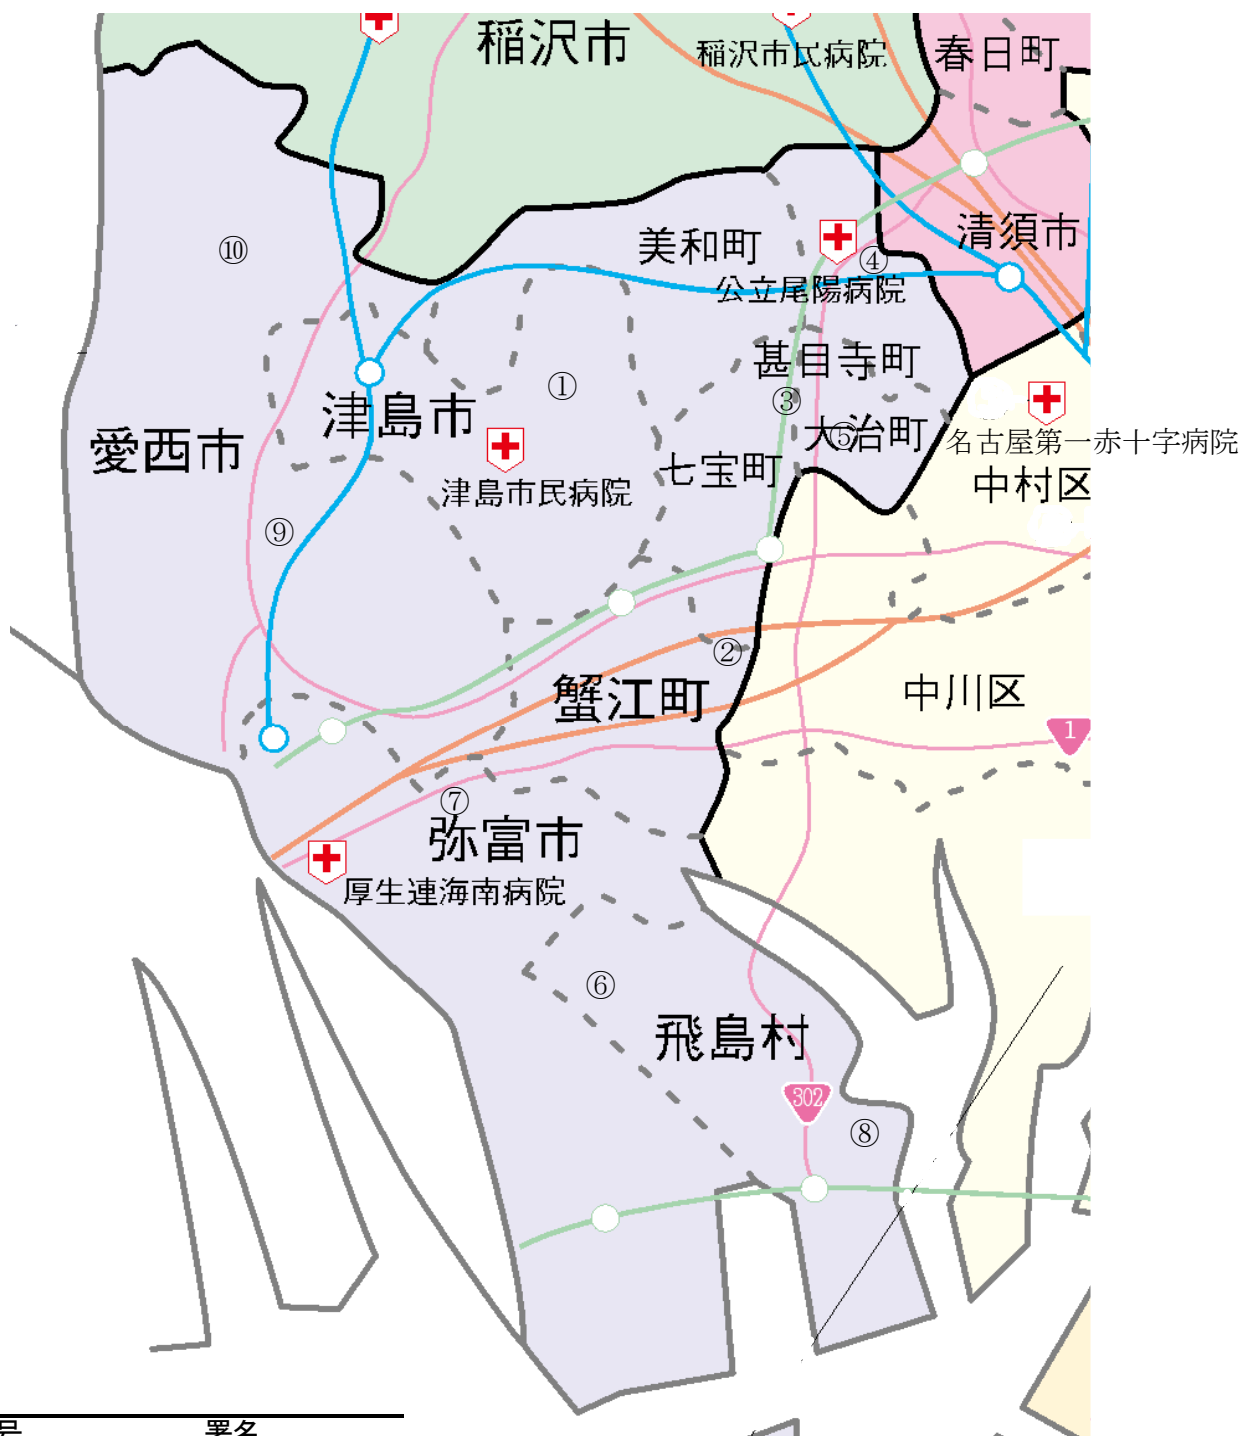 稲沢市
稲沢市民病院
春日町
⑩
美和町
清須市
④
公立尾陽病院
甚目寺町
①
③
津島市
大治町
⑤
名古屋第一赤十字病院
愛西市
七宝町
津島市民病院
中村区
⑨
②
蟹江町
中川区
1
⑦
弥富市
厚生連海南病院
⑥
飛島村
302
⑧
号
署名